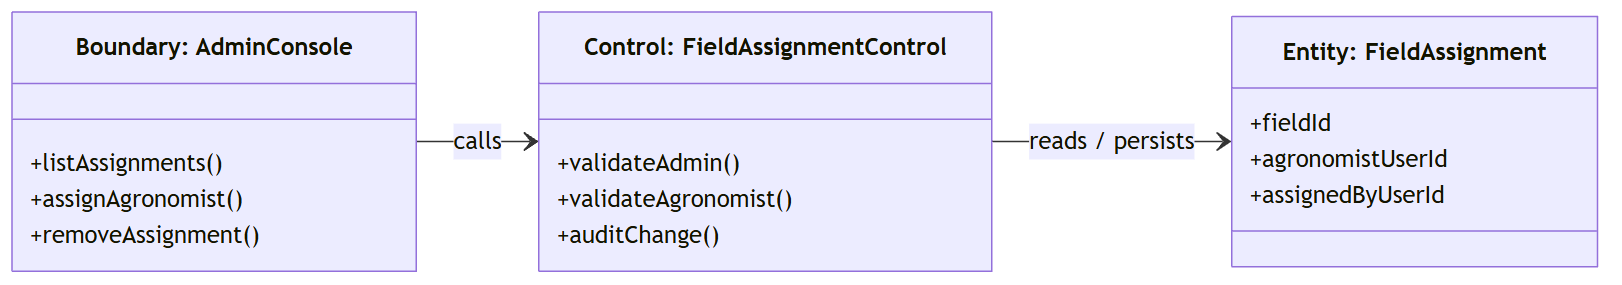 Boundary: AdminConsole
+listAssignments()
+assignAgronomist()
+removeAssignment()
calls
Control: FieldAssignmentControl
+validateAdmin()
+validateAgronomist()
+auditChange()
reads / persists
Entity: FieldAssignment
+fieldId
+agronomistUserId
+assignedByUserId